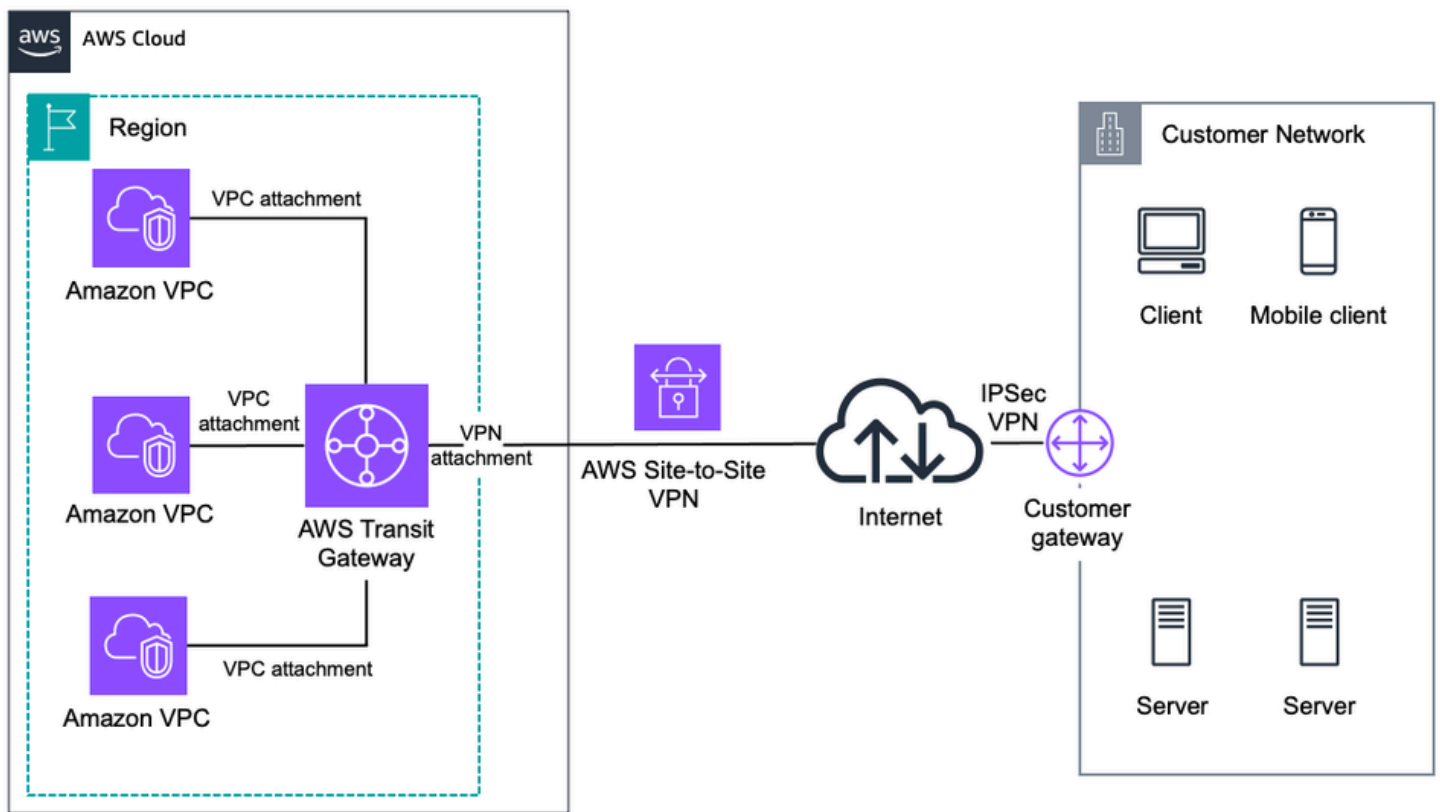 aws
AWS Cloud
Region
VPC attachment
Amazon VPC
VPC
attachment
Amazon VPC
AWS Transit
Gateway
VPN
attachment
VPC attachment
Amazon VPC
AWS Site-to-Site
VPN
Internet
IPSec
VPN
Customer
gateway
Customer Network
Client
Mobile client
Server
Server